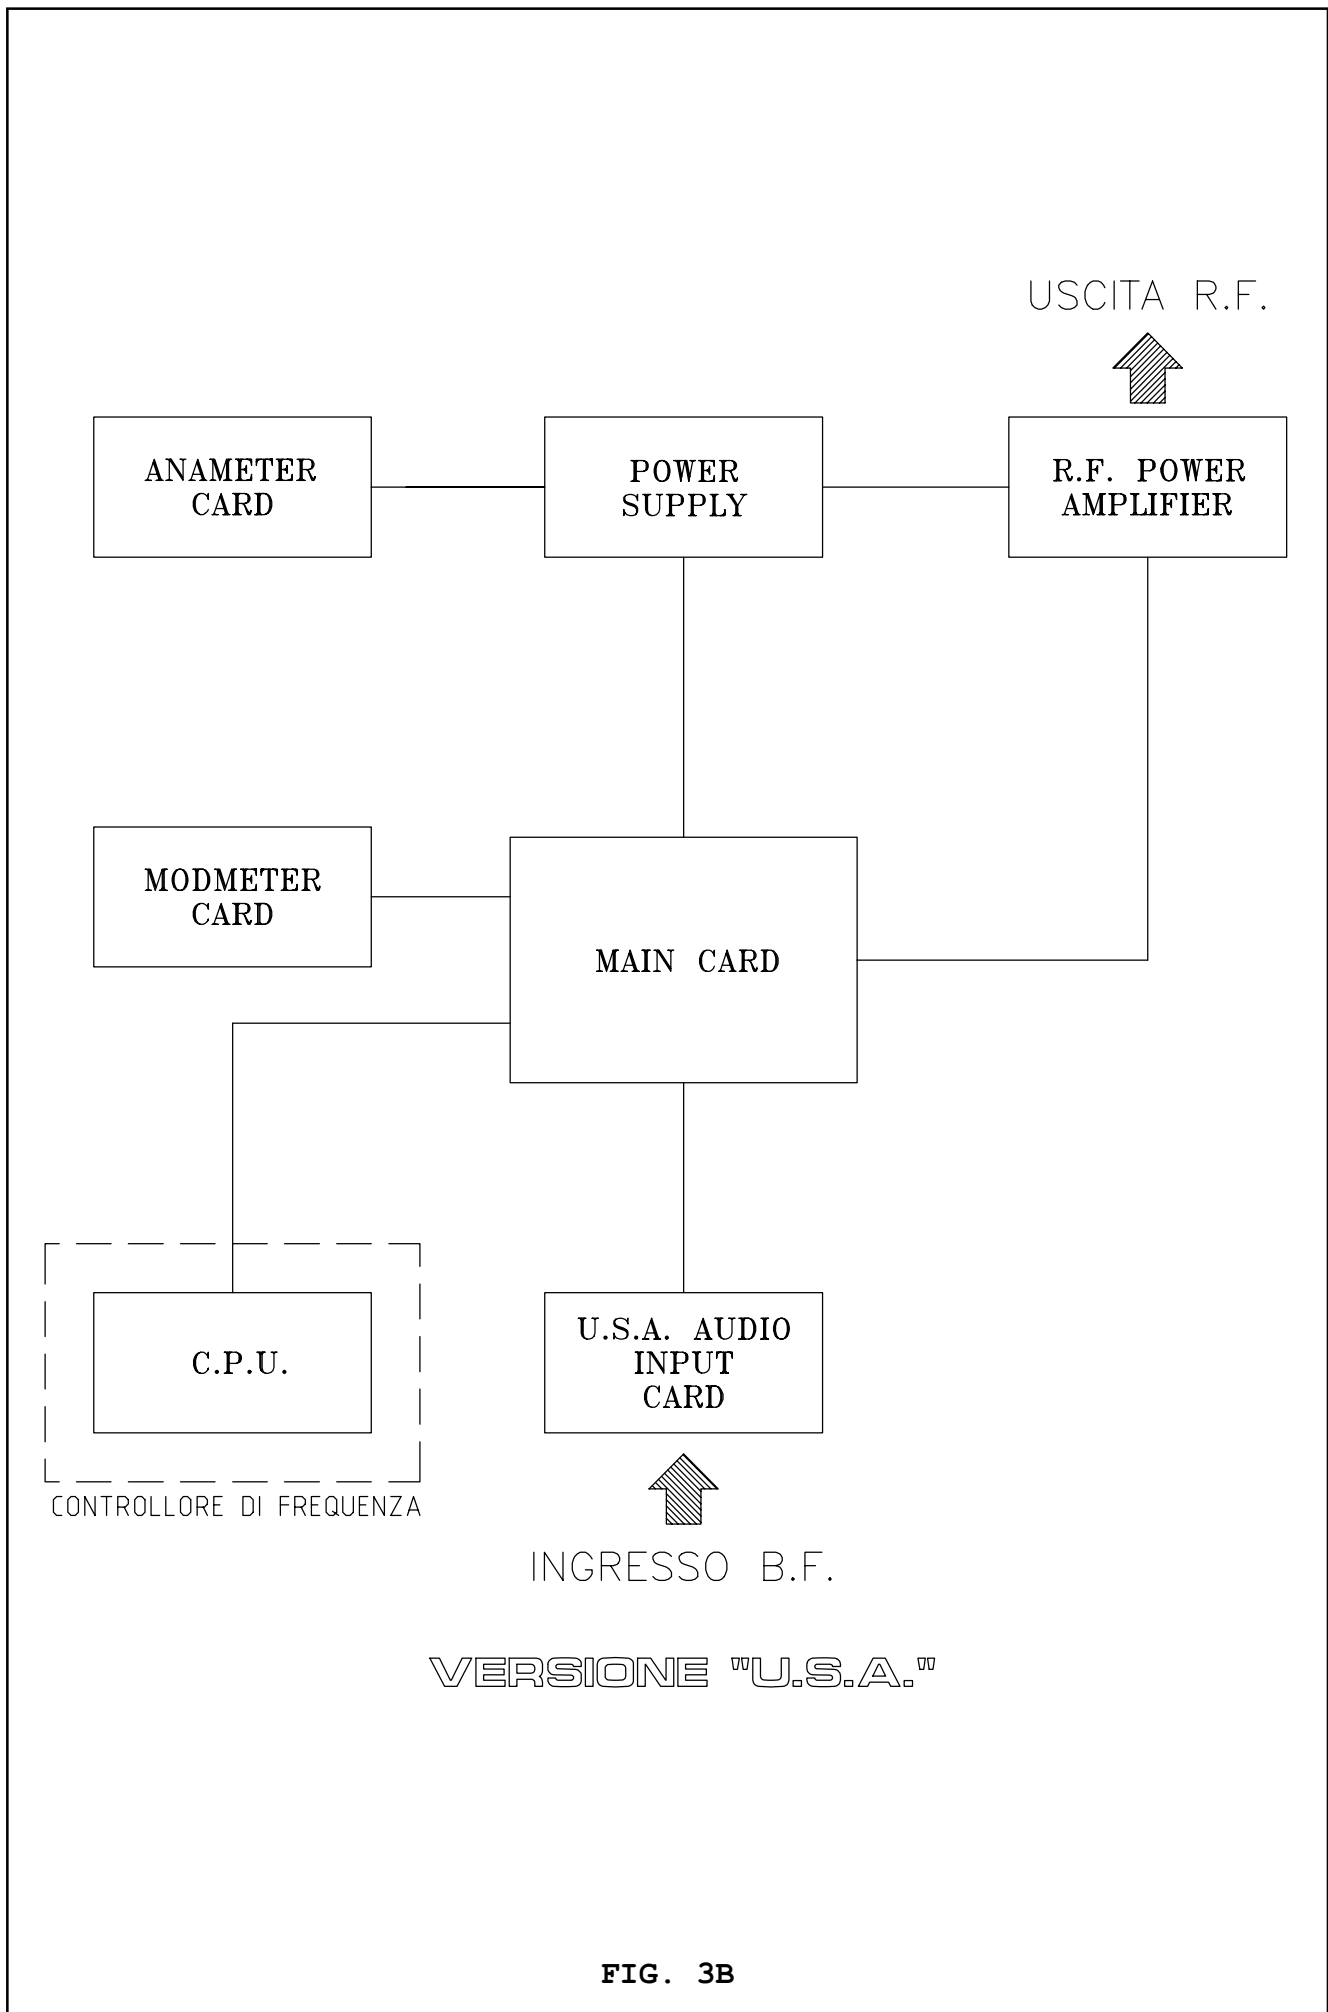 USCITA R.F.
ANAMETER
CARD
POWER
SUPPLY
R.F. POWER
AMPLIFIER
MODMETER
CARD
MAIN CARD
C.P.U.
U.S.A. AUDIO
INPUT
CARD
CONTROLLORE DI FREQUENZA
INGRESSO B.F.
VERSIONE "U.S.A."
FIG. 3B